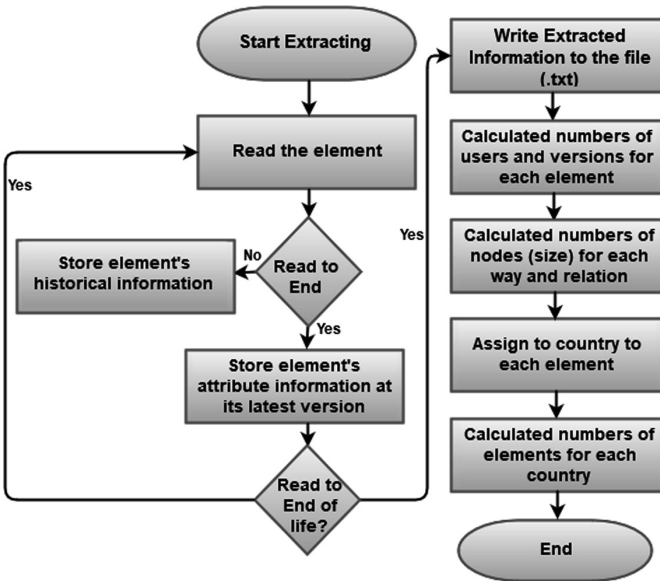 Start Extracting
Read the element
Yes
No
Store element's
historical information
Read to
End
Yes
Store element's
attribute information at
its latest version
Read to
End of
life?
Yes
Write Extracted
Information to the file
(.txt)
Calculated numbers of
users and versions for
each element
Calculated numbers of
nodes (size) for each
way and relation
Assign to country to
each element
Calculated numbers of
elements for each
country
End